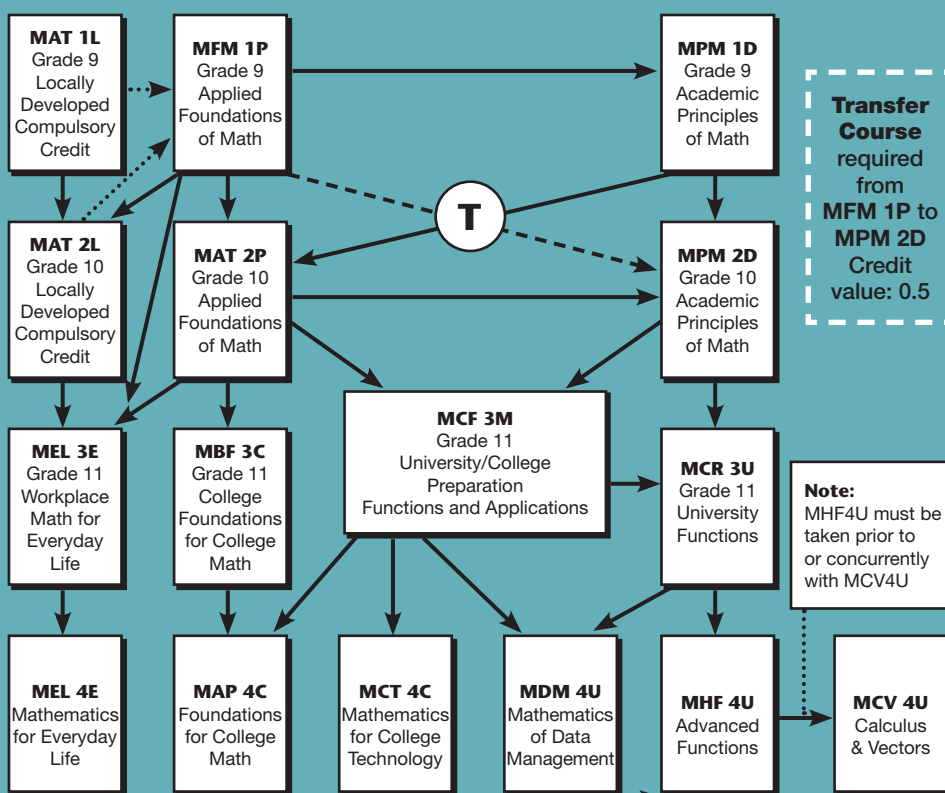 MAT 1L
Grade 9
Locally
Developed
Compulsory
Credit
MFM 1P
Grade 9
Applied
Foundations
of Math
MPM 1D
Grade 9
Academic
Principles
of Math
Transfer
Course
required
from
MFM 1P to
MPM 2D
Credit
value: 0.5
T
MAT 2L
Grade 10
Locally
Developed
Compulsory
Credit
MAT 2P
Grade 10
Applied
Foundations
of Math
MPM 2D
Grade 10
Academic
Principles
of Math
MEL 3E
Grade 11
Workplace
Math for
Everyday
Life
MBF 3C
Grade 11
College
Foundations
for College
Math
MCF 3M
Grade 11
University/College
Preparation
Functions and Applications
MCR 3U
Grade 11
University
Functions
Note:
MHF4U must be
taken prior to
or concurrently
with MCV4U
MEL 4E
Mathematics
for Everyday
Life
MAP 4C
Foundations
for College
Math
MCT 4C
Mathematics
for College
Technology
MDM 4U
Mathematics
of Data
Management
MHF 4U
Advanced
Functions
MCV 4U
Calculus
& Vectors